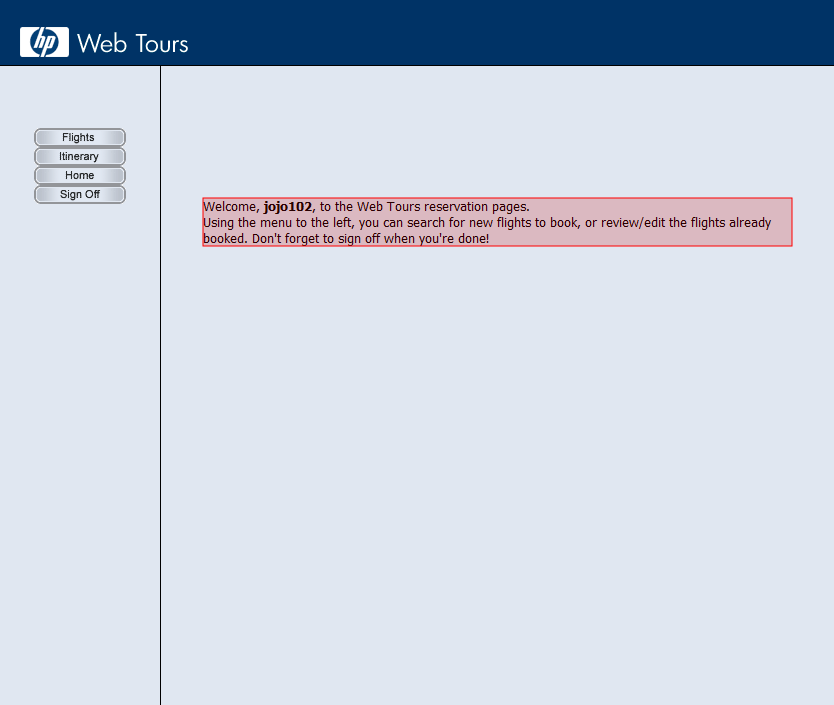 hp Web Tours
Flights
Itinerary
Home
Sign Off
Welcome, jojo102, to the Web Tours reservation pages.
Using the menu to the left, you can search for new flights to book, or review/edit the flights already
booked. Don't forget to sign off when you're done!